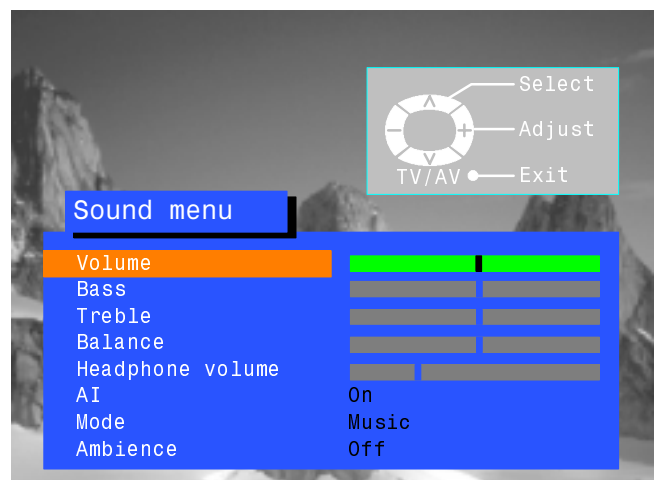 Select
Adjust
TV/AV Exit
Sound menu
Volume
Bass
Treble
Balance
Headphone volume
AI On
Mode Music
Ambience Off